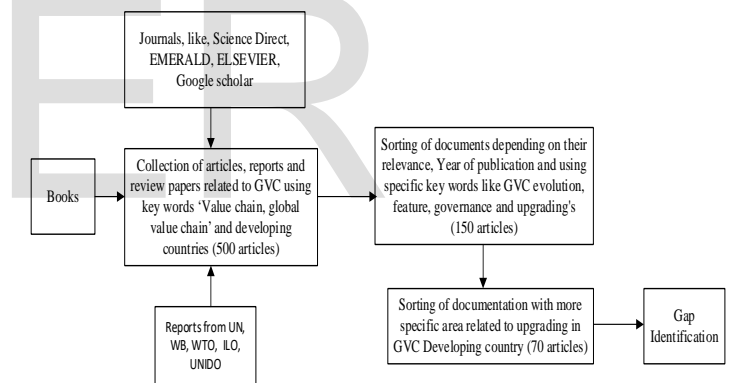 Journals, like, Science Direct,
EMERALD, ELSEVIER,
Google scholar
Books
Collection of articles, reports and
review papers related to GVC using
key words ‘Value chain, global
value chain’ and developing
countries (500 articles)
Reports from UN,
WB, WTO, ILO,
UNIDO
Sorting of documents depending on their
relevance, Year of publication and using
specific key words like GVC evolution,
feature, governance and upgrading's
(150 articles)
Sorting of documentation with more
specific area related to upgrading in
GVC Developing country (70 articles)
Gap
Identification
ER